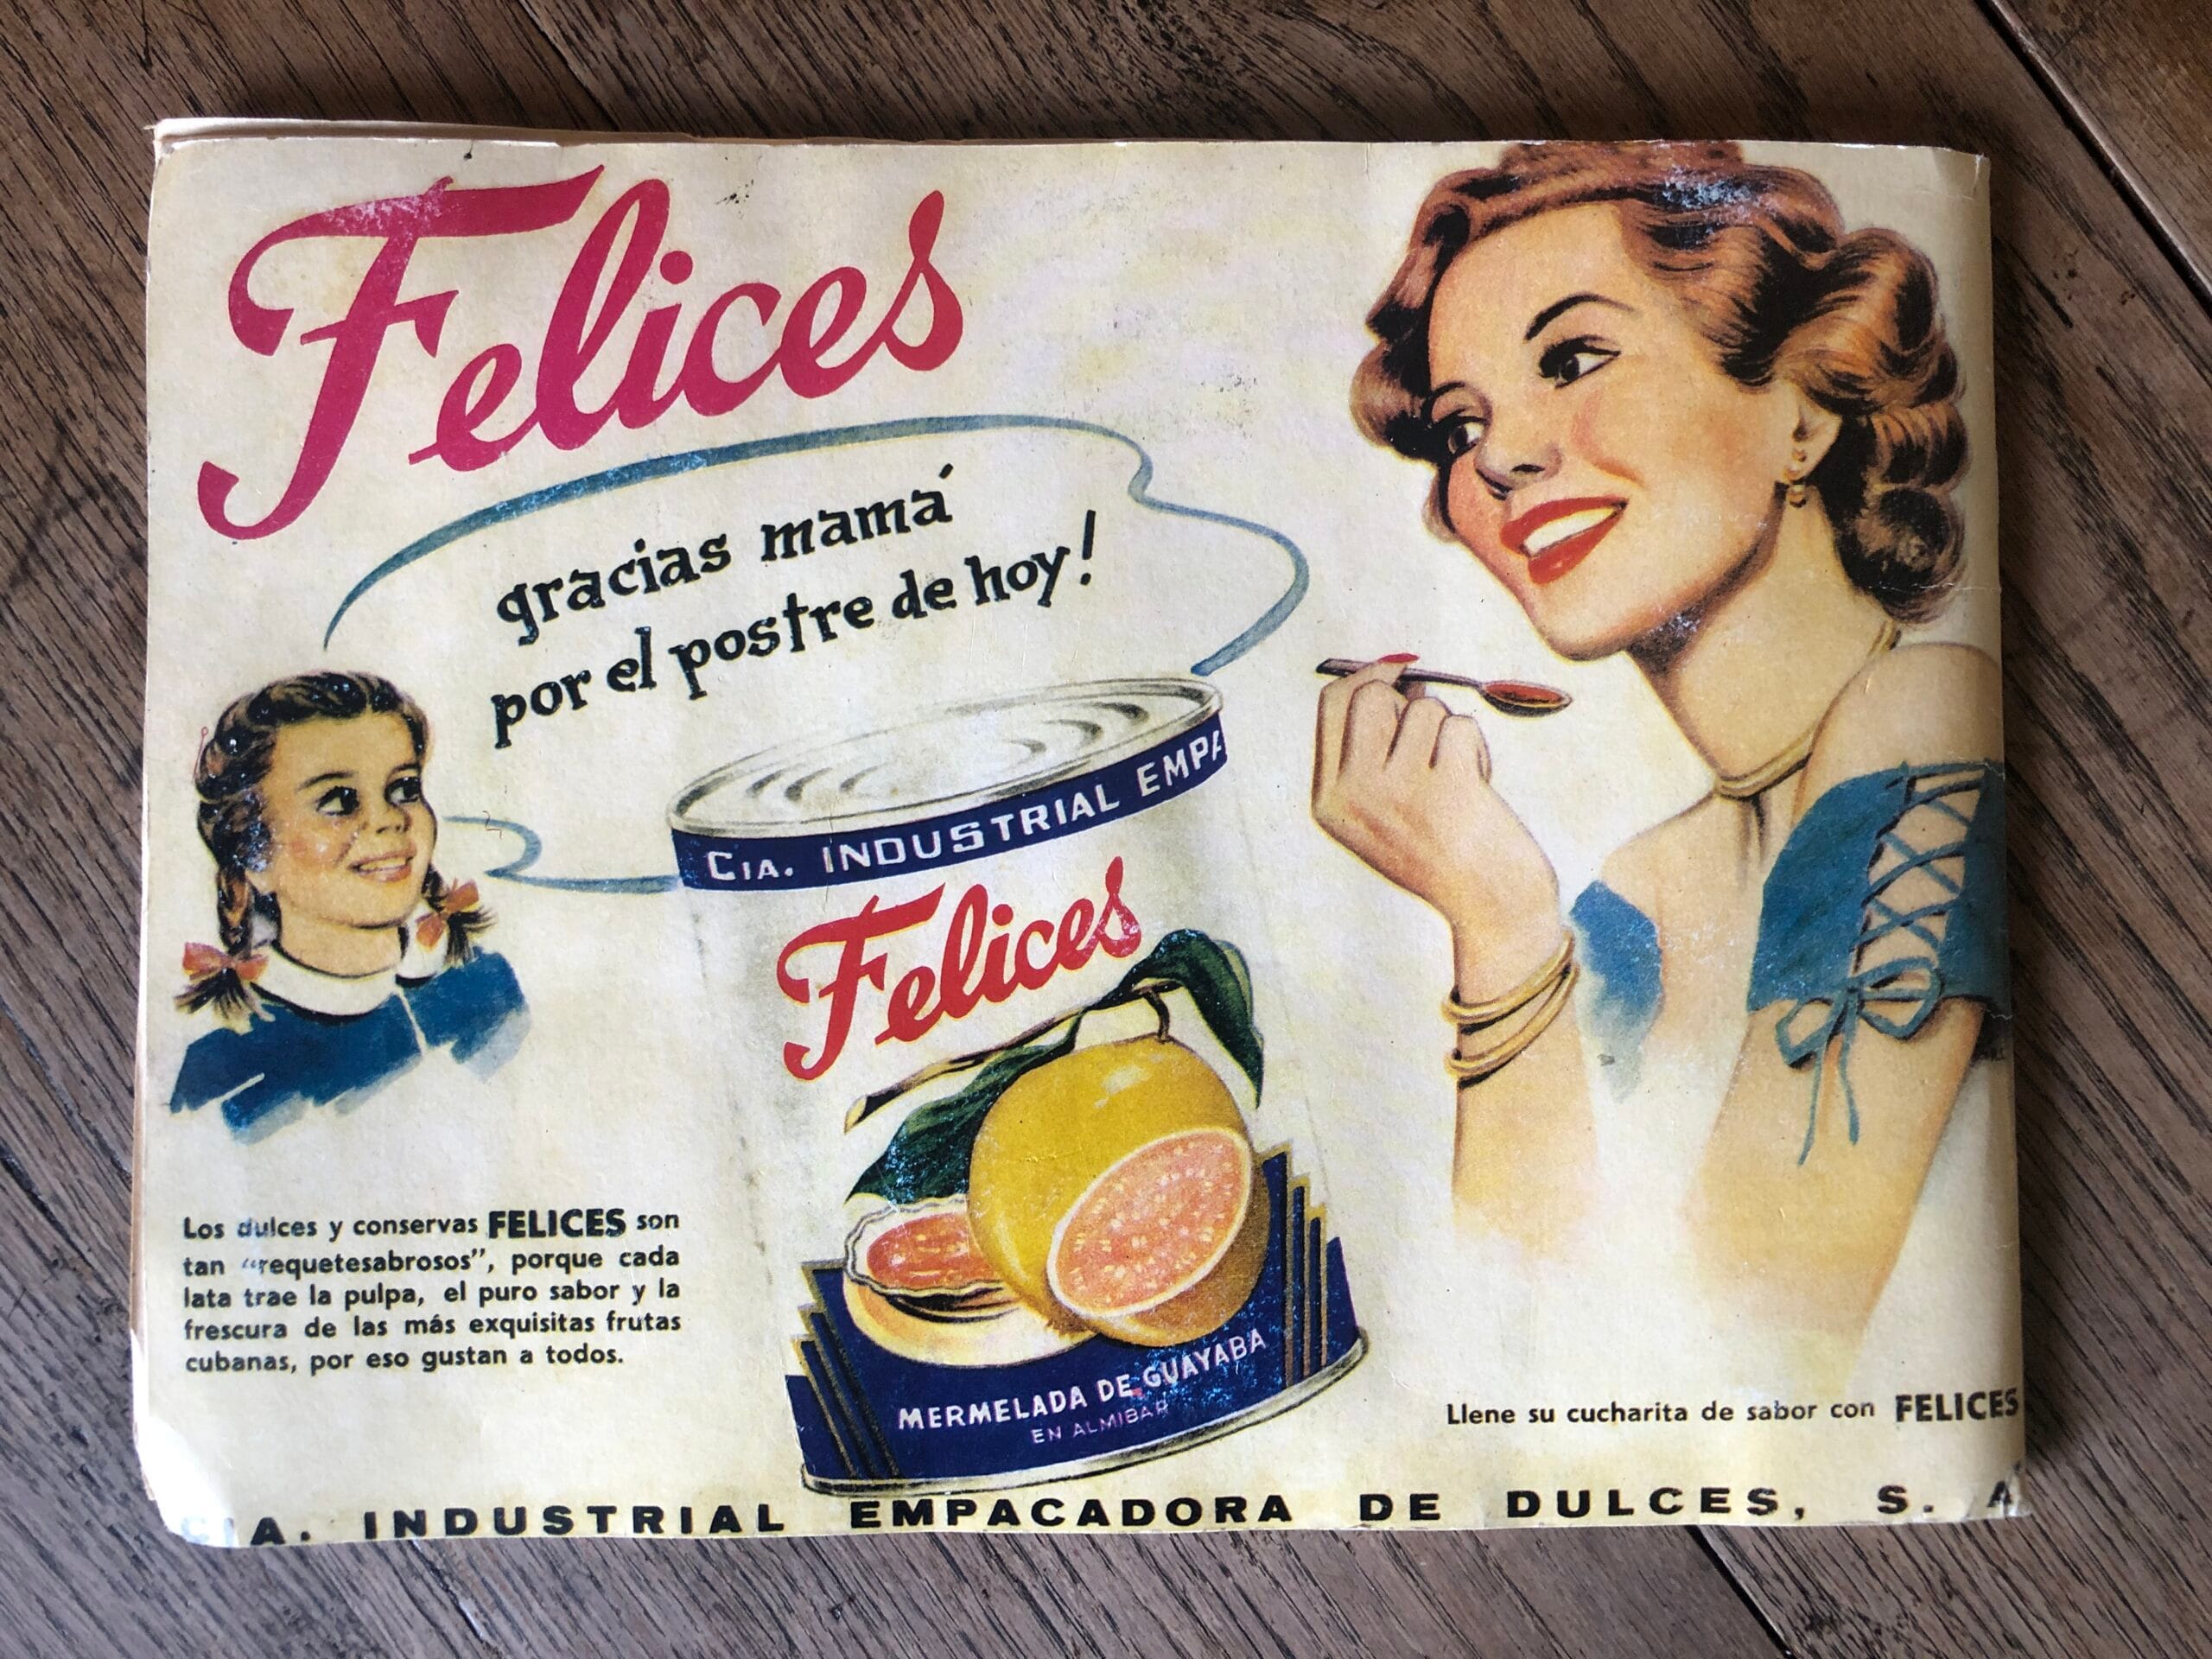 Felices
gracias mamá
por el postre de hoy!
Cia. INDUSTRIAL EMPA
Felices
MERMELADA DE GUAYABA
EN ALMIBAR
Los dulces y conservas FELICES son
tan "requetesabrosos", porque cada
lata trae la pulpa, el puro sabor y la
frescura de las más exquisitas frutas
cubanas, por eso gustan a todos.
Llene su cucharita de sabor con FELICES
CIA. INDUSTRIAL EMPACADORA DE DULCES, S. A